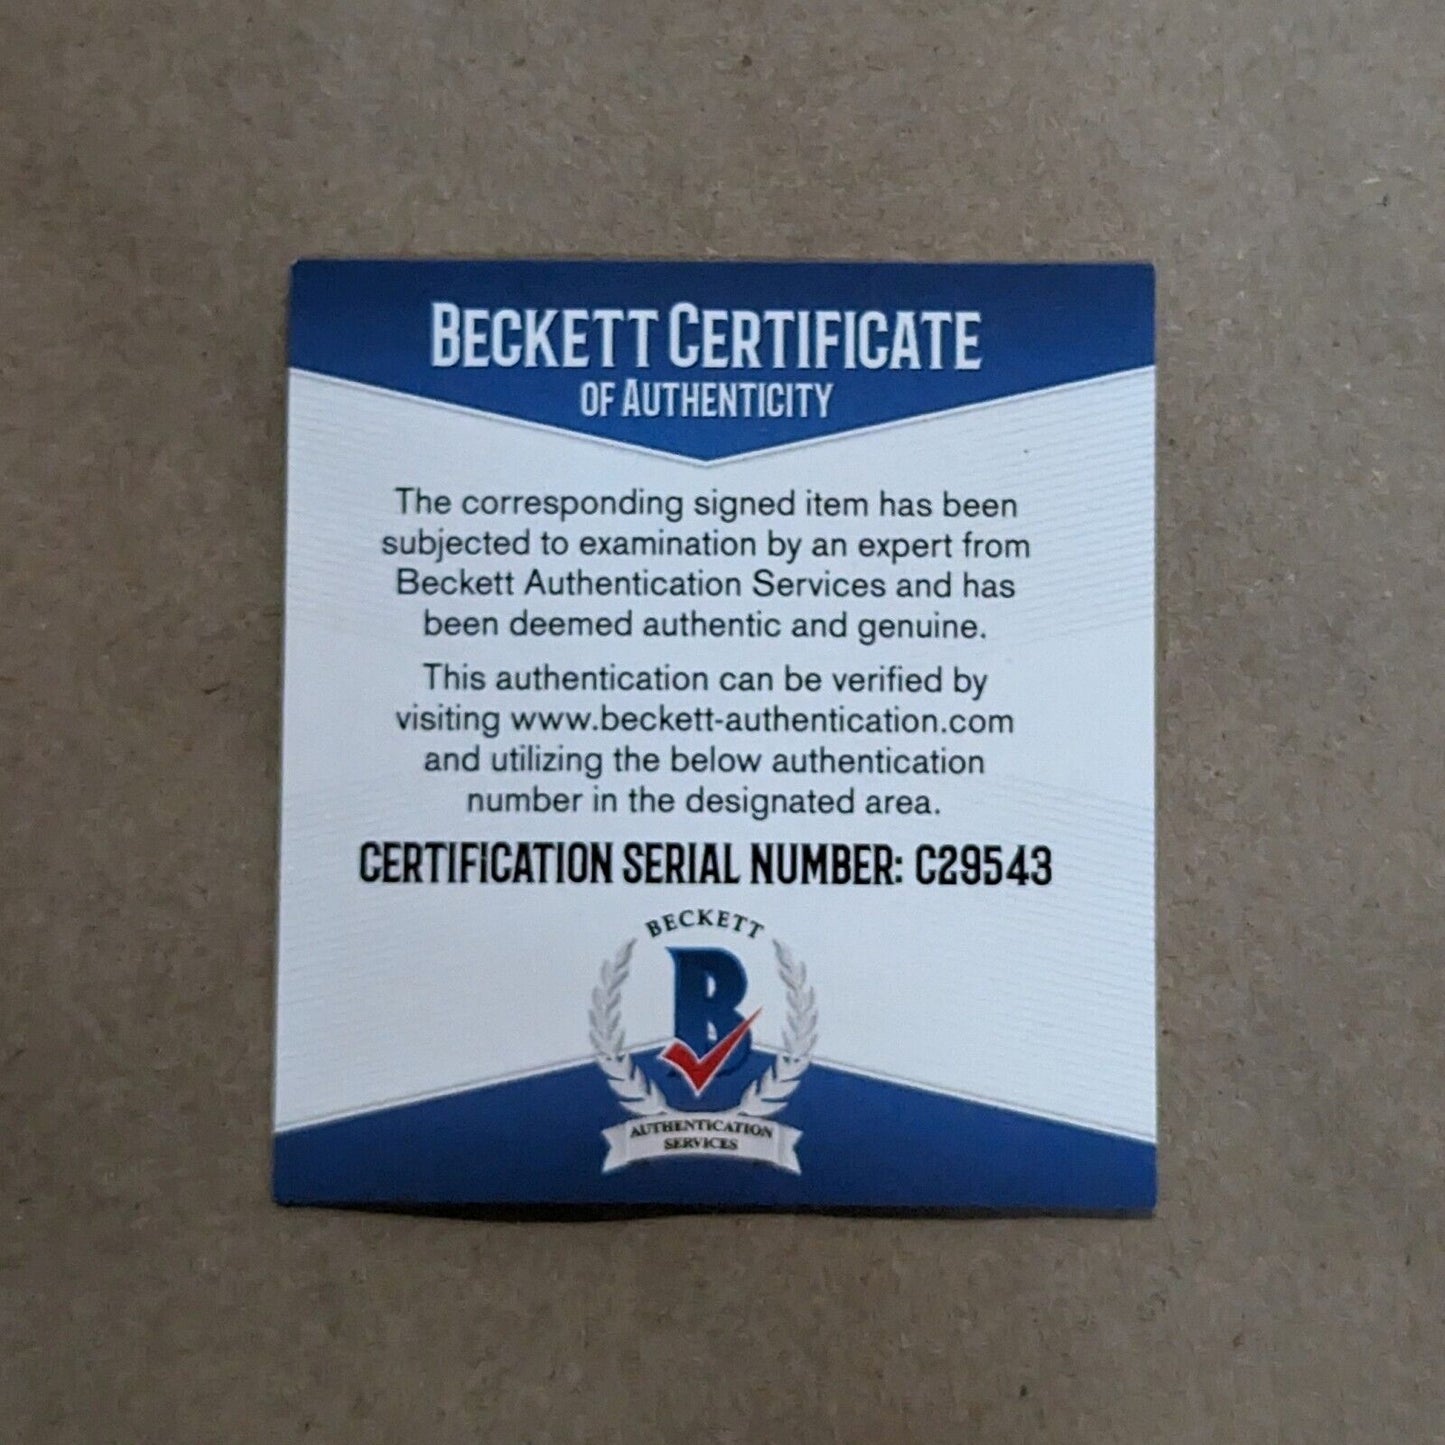 BECKETT CERTIFICATE
OF AUTHENTICITY
The corresponding signed item has been
subjected to examination by an expert from
Beckett Authentication Services and has
been deemed authentic and genuine.
This authentication can be verified by
visiting www.beckett-authentication.com
and utilizing the below authentication
number in the designated area.
CERTIFICATION SERIAL NUMBER: C29543
BECKETT
B
AUTHENTICATION
SERVICES